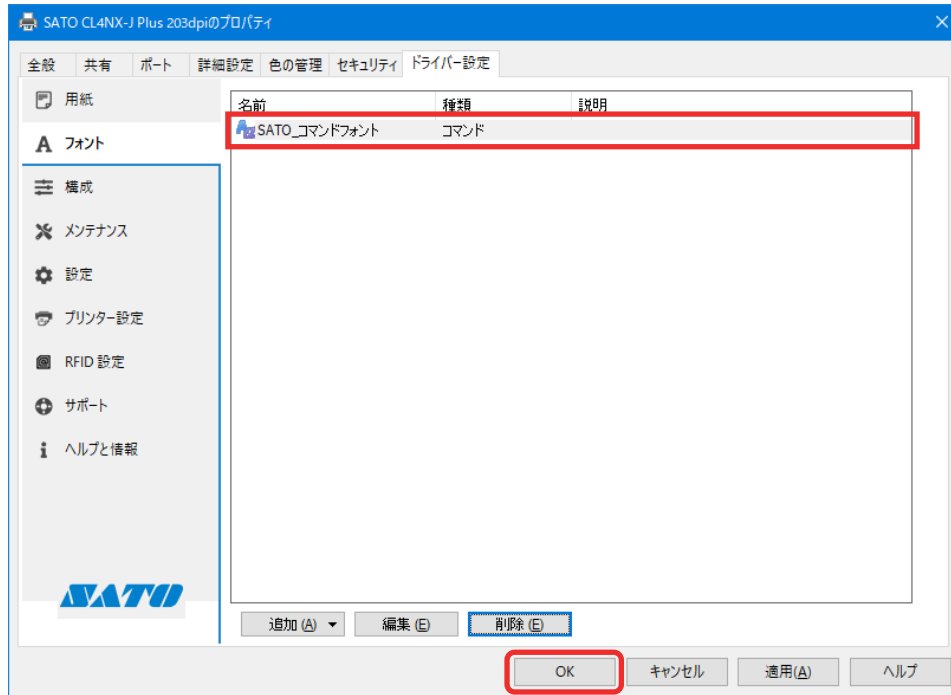 SATO CL4NX-J Plus 203dpiのプロパティ
全般 共有 ポート 詳細設定 色の管理 セキュリティ ドライバー設定
用紙
フォント
構成
メンテナンス
設定
プリンター設定
RFID 設定
サポート
ヘルプと情報
SATO
名前 種類 説明
SATO_コマンドフォント コマンド
追加(A) 編集(E) 削除(E)
OK キャンセル 適用(A) ヘルプ